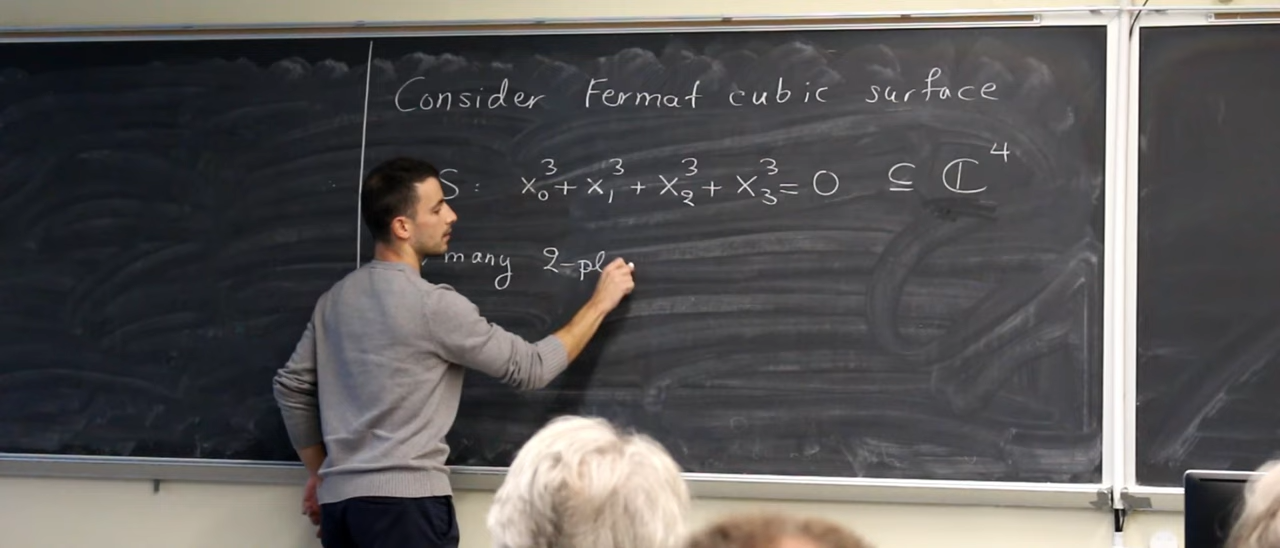 Consider Fermat cubic surface
S: x₀³ + x₁³ + x₂³ + x₃³ = 0 ⊆ ℂ⁴
many 2-pl